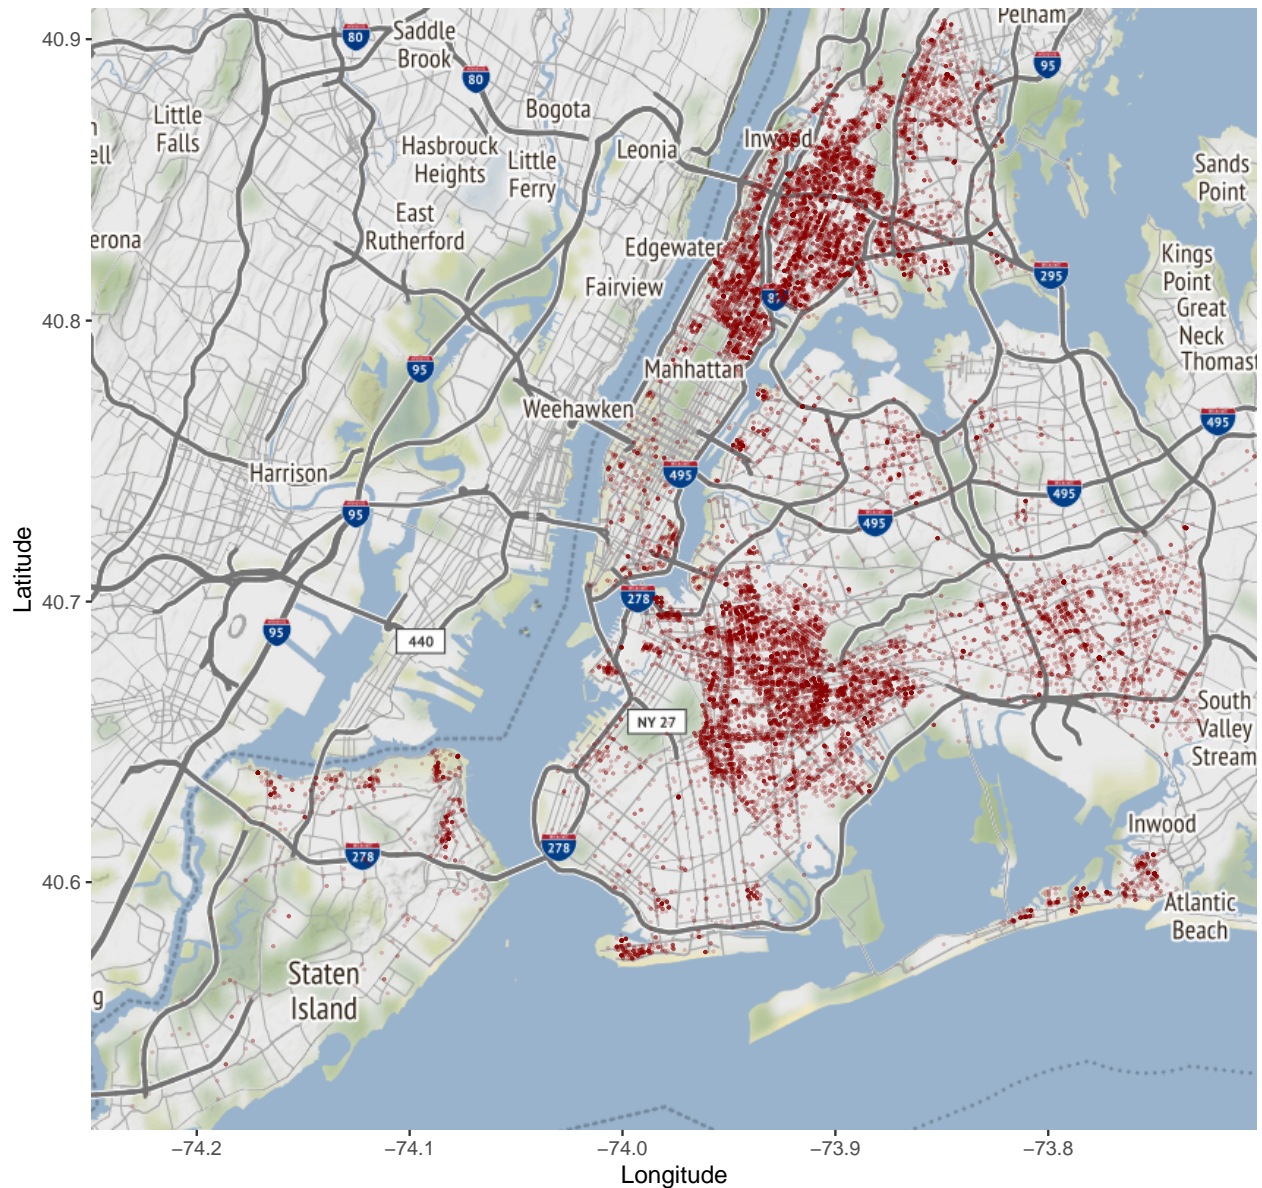 Pelham
40.9
80
Saddle
Brook
95
80
Bogota
Little
Falls
Inwood
Hasbrouck
Heights
Leonia
ell
Little
Ferry
Sands
Point
East
Rutherford
erona
Edgewater
Kings
Point
295
Fairview
87
Great
Neck
40.8
Thomast
95
Manhattan
Weehawken
495
Harrison
495
495
95
495
Latitude
40.7
278
95
440
NY 27
South
Valley
Stream
Inwood
278
278
40.6
Atlantic
Beach
Staten
Island
g
−74.2
−74.1
−74.0
−73.9
−73.8
Longitude